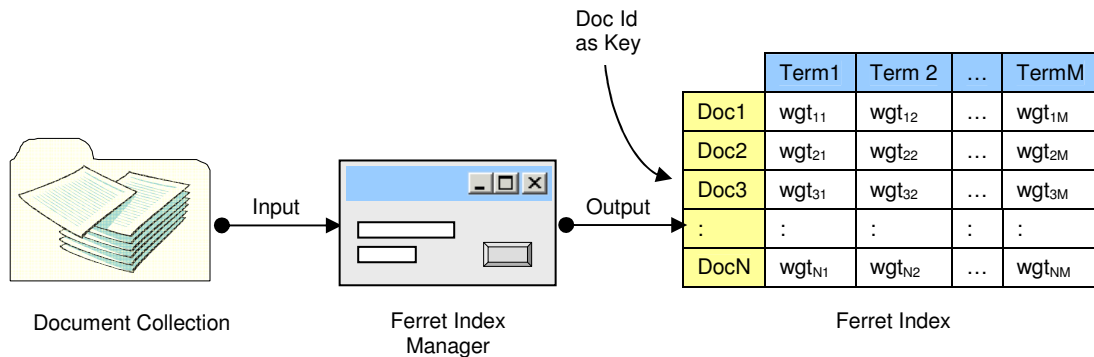 Doc Id
as Key
Term1 Term 2 … TermM
Doc1 wgt₁₁ wgt₁₂ … wgt₁M
Doc2 wgt₂₁ wgt₂₂ … wgt₂M
Doc3 wgt₃₁ wgt₃₂ … wgt₃M
: : : : :
DocN wgtN₁ wgtN₂ … wgtNM
Input
Output
Document Collection
Ferret Index
Manager
Ferret Index